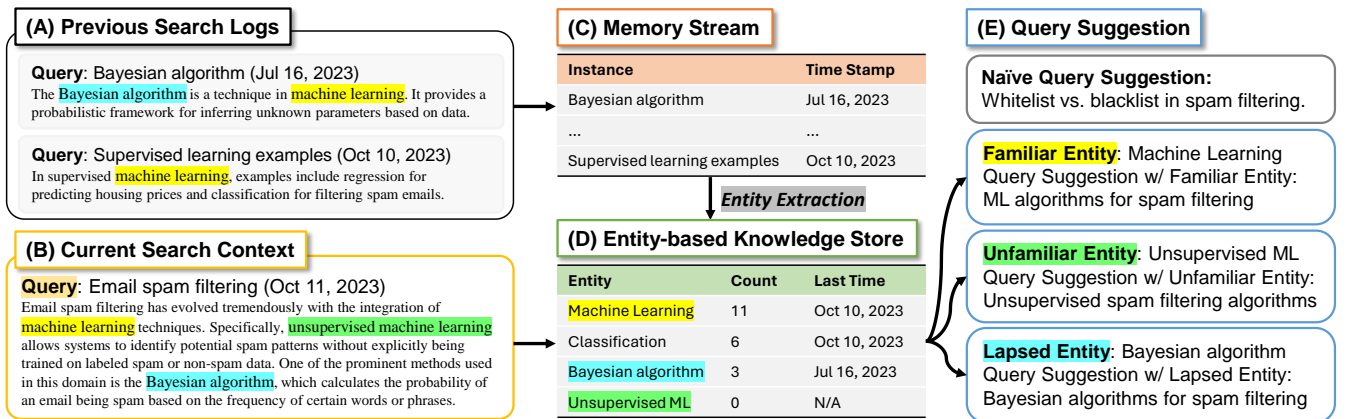 (A) Previous Search Logs
Query: Bayesian algorithm (Jul 16, 2023)
The Bayesian algorithm is a technique in machine learning. It provides a
probabilistic framework for inferring unknown parameters based on data.
Query: Supervised learning examples (Oct 10, 2023)
In supervised machine learning, examples include regression for
predicting housing prices and classification for filtering spam emails.
(B) Current Search Context
Query: Email spam filtering (Oct 11, 2023)
Email spam filtering has evolved tremendously with the integration of
machine learning techniques. Specifically, unsupervised machine learning
allows systems to identify potential spam patterns without explicitly being
trained on labeled spam or non-spam data. One of the prominent methods used
in this domain is the Bayesian algorithm, which calculates the probability of
an email being spam based on the frequency of certain words or phrases.
(C) Memory Stream
Instance Time Stamp
Bayesian algorithm Jul 16, 2023
... ...
Supervised learning examples Oct 10, 2023
Entity Extraction
(D) Entity-based Knowledge Store
Entity Count Last Time
Machine Learning 11 Oct 10, 2023
Classification 6 Oct 10, 2023
Bayesian algorithm 3 Jul 16, 2023
Unsupervised ML 0 N/A
(E) Query Suggestion
Naïve Query Suggestion:
Whitelist vs. blacklist in spam filtering.
Familiar Entity: Machine Learning
Query Suggestion w/ Familiar Entity:
ML algorithms for spam filtering
Unfamiliar Entity: Unsupervised ML
Query Suggestion w/ Unfamiliar Entity:
Unsupervised spam filtering algorithms
Lapsed Entity: Bayesian algorithm
Query Suggestion w/ Lapsed Entity:
Bayesian algorithms for spam filtering